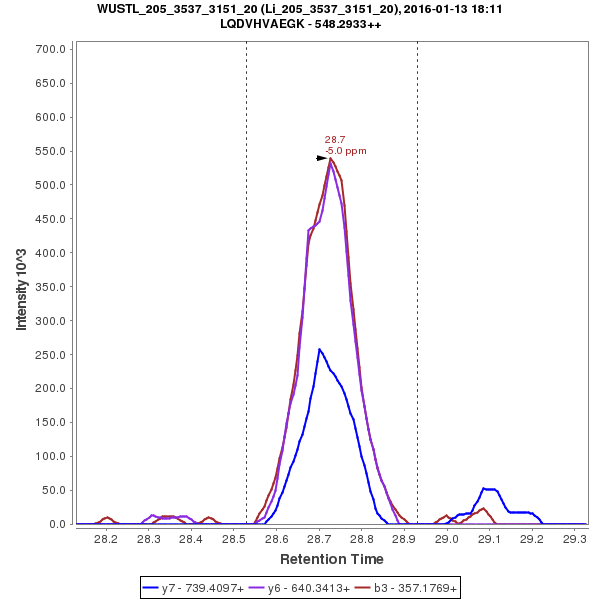 WUSTL_205_3537_3151_20 (Li_205_3537_3151_20), 2016-01-13 18:11
LQDVHVAEGK - 548.2933++
700.0
650.0
600.0
550.0
500.0
450.0
400.0
350.0
300.0
250.0
200.0
150.0
100.0
50.0
0.0
Intensity 10^3
28.7
-5.0 ppm
28.2 28.3 28.4 28.5 28.6 28.7 28.8 28.9 29.0 29.1 29.2 29.3
Retention Time
y7 - 739.4097+ y6 - 640.3413+ b3 - 357.1769+